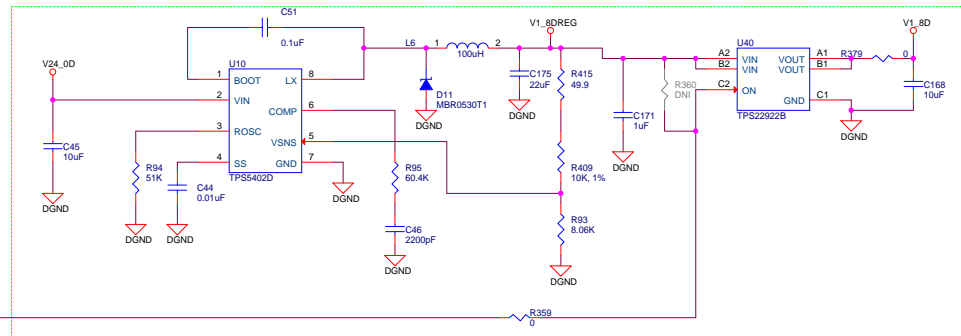 C51
0.1uF
V24_0D
U10
1
BOOT
LX
8
2
VIN
COMP
6
3
ROSC
VSNS
5
4
SS
GND
7
TPS5402D
C45
10uF
DGND
R94
51K
DGND
C44
0.01uF
DGND
DGND
R95
60.4K
C46
2200pF
DGND
L6
1
2
100uH
D11
MBR0530T1
DGND
V1_8DREG
C175
22uF
DGND
R415
49.9
R409
10K, 1%
R93
8.06K
DGND
C171
1uF
DGND
R360
DNI
U40
A2
VIN
VOUT
A1
B2
VIN
VOUT
B1
C2
ON
GND
C1
TPS22922B
DGND
R379
0
V1_8D
C168
10uF
R359
0